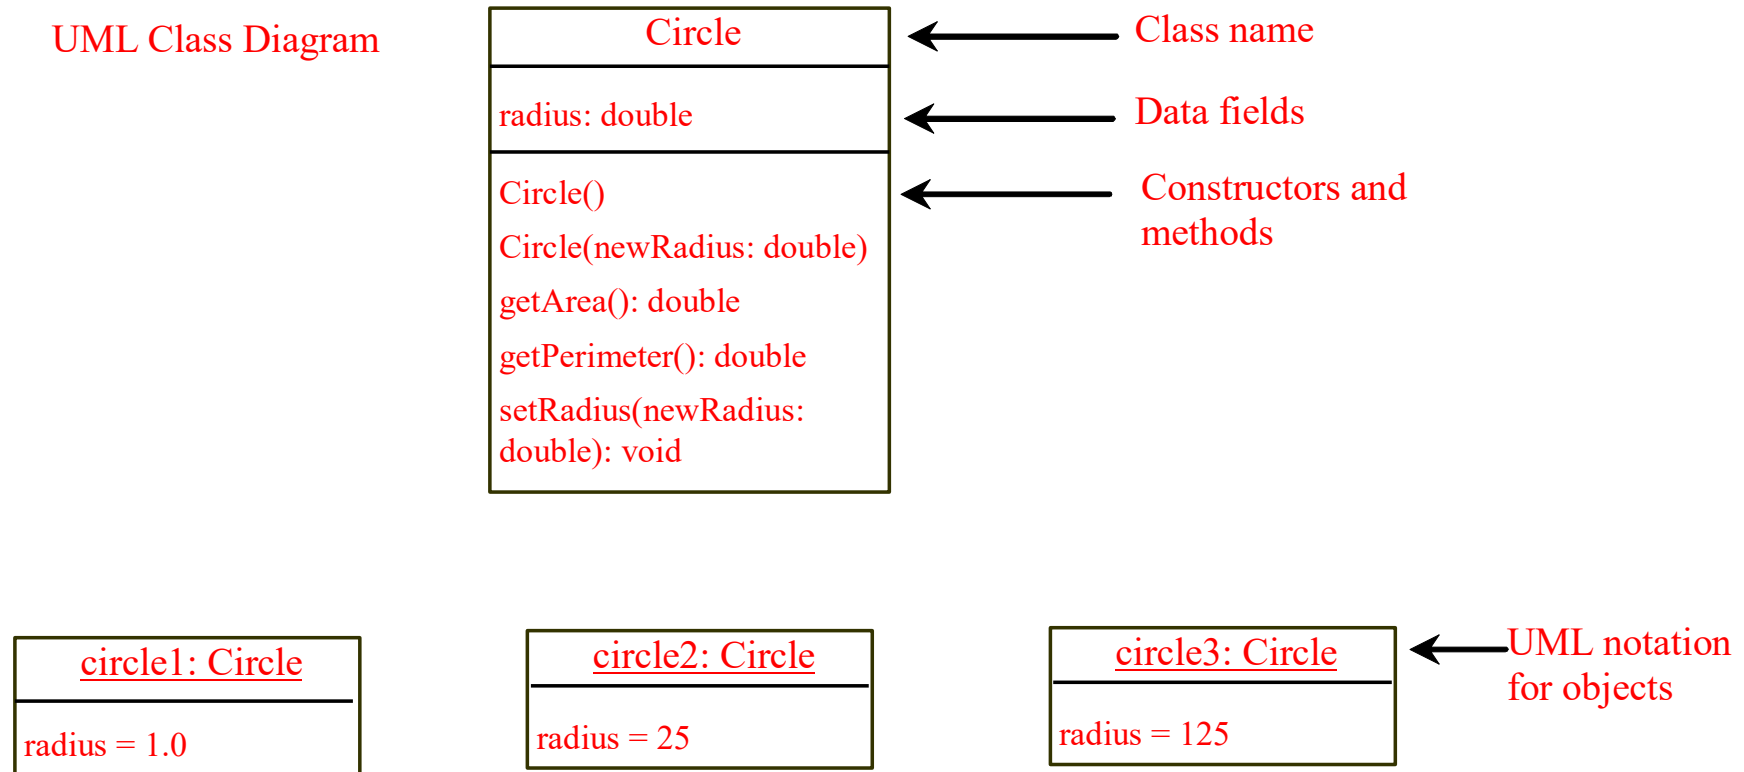 UML Class Diagram
Circle
Class name
radius: double
Data fields
Circle()
Constructors and
methods
Circle(newRadius: double)
getArea(): double
getPerimeter(): double
setRadius(newRadius:
double): void
circle1: Circle
radius = 1.0
circle2: Circle
radius = 25
circle3: Circle
radius = 125
UML notation
for objects